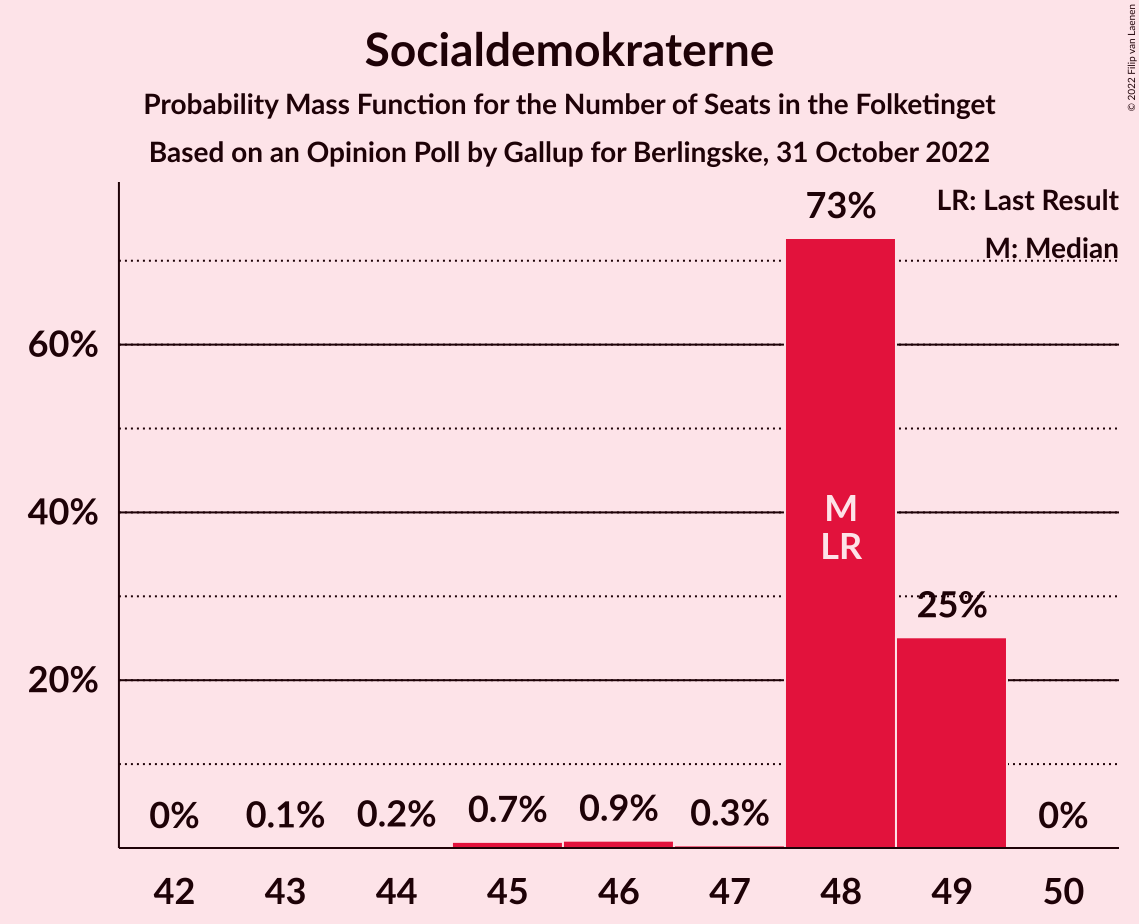 Socialdemokraterne
Probability Mass Function for the Number of Seats in the Folketinget
Based on an Opinion Poll by Gallup for Berlingske, 31 October 2022
© 2022 Filip van Laenen
LR: Last Result
M: Median
73%
60%
40%
20%
M
LR
25%
0% 0.1% 0.2% 0.7% 0.9% 0.3% 0%
42 43 44 45 46 47 48 49 50